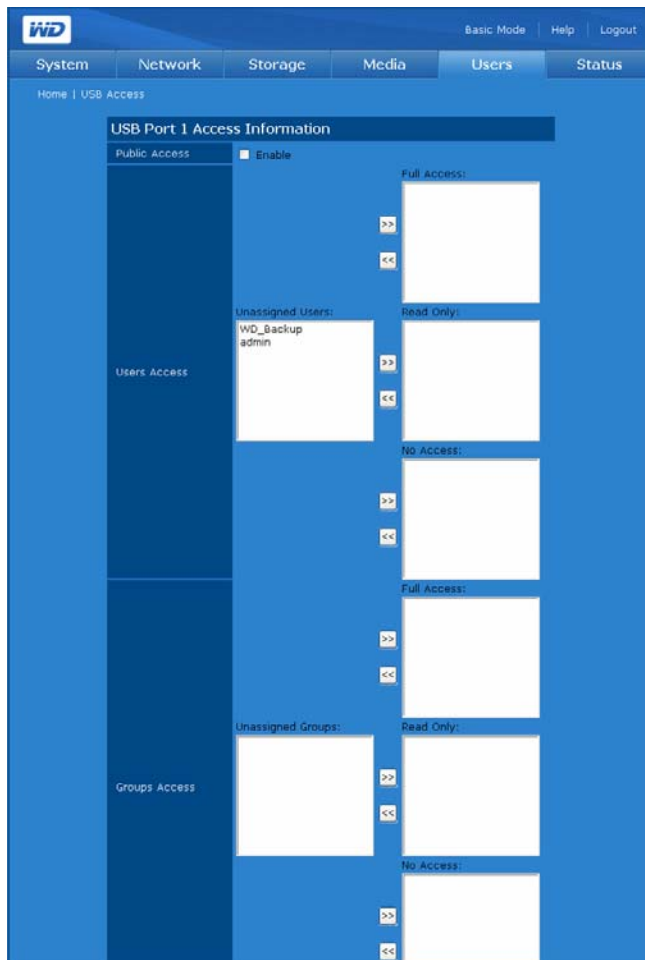 WD
Basic Mode | Help | Logout
System Network Storage Media Users Status
Home | USB Access
USB Port 1 Access Information
Public Access Enable
Full Access:
>>
<<
Unassigned Users: Read Only:
WD_Backup
admin
>>
Users Access
<<
No Access:
>>
<<
Full Access:
>>
<<
Unassigned Groups: Read Only:
>>
Groups Access
<<
No Access:
>>
<<